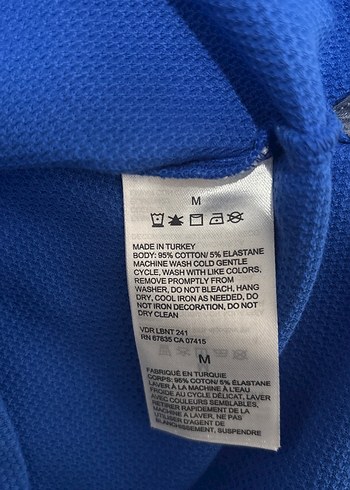 M
MADE IN TURKEY
BODY: 95% COTTON/ 5% ELASTANE
MACHINE WASH COLD GENTLE
CYCLE, WASH WITH LIKE COLORS,
REMOVE PROMPTLY FROM
WASHER, DO NOT BLEACH, HANG
DRY, COOL IRON AS NEEDED, DO
NOT IRON DECORATION, DO NOT
DRY CLEAN
VDR LBNT 241
RN 67835 CA 07415
M
FABRIQUÉ EN TURQUIE
CORPS: 95% COTON/ 5% ÉLASTANE
LAVER À LA MACHINE À L'EAU
FROIDE AU CYCLE DÉLICAT, LAVER
AVEC COULEURS SEMBLABLES,
RETIRER RAPIDEMENT DE LA
MACHINE A LAVER, NE PAS
UTILISER D'AGENT DE
BLANCHISSEMENT, SUSPENDRE